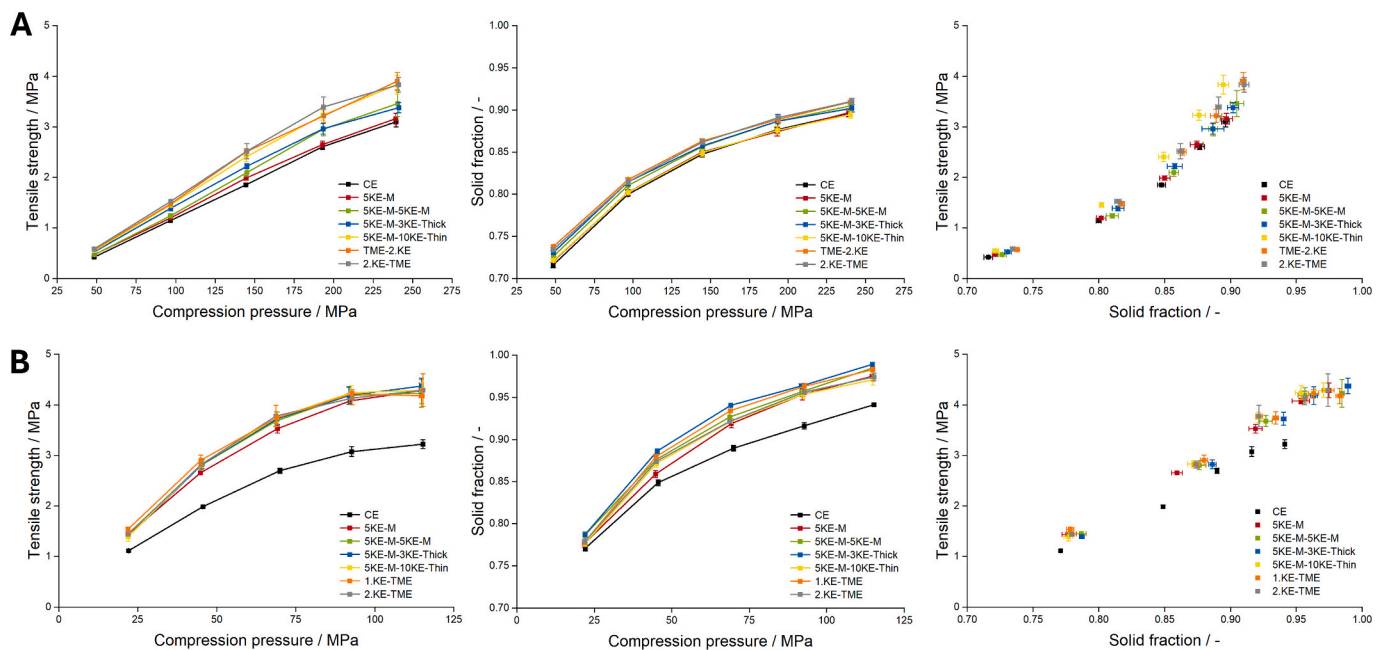 A
Tensile strength / MPa
5
4
3
2
1
0
25 50 75 100 125 150 175 200 225 250 275
Compression pressure / MPa
CE
5KE-M
5KE-M-5KE-M
5KE-M-3KE-Thick
5KE-M-10KE-Thin
TME-2.KE
2.KE-TME
Solid fraction / -
1.00
0.95
0.90
0.85
0.80
0.75
0.70
25 50 75 100 125 150 175 200 225 250 275
Compression pressure / MPa
CE
5KE-M
5KE-M-5KE-M
5KE-M-3KE-Thick
5KE-M-10KE-Thin
TME-2.KE
2.KE-TME
Tensile strength / MPa
5
4
3
2
1
0
0.70 0.75 0.80 0.85 0.90 0.95 1.00
Solid fraction / -
CE
5KE-M
5KE-M-5KE-M
5KE-M-3KE-Thick
5KE-M-10KE-Thin
TME-2.KE
2.KE-TME
B
Tensile strength / MPa
5
4
3
2
1
0
0 25 50 75 100 125
Compression pressure / MPa
CE
5KE-M
5KE-M-5KE-M
5KE-M-3KE-Thick
5KE-M-10KE-Thin
1.KE-TME
2.KE-TME
Solid fraction / -
1.00
0.95
0.90
0.85
0.80
0.75
0.70
0 25 50 75 100 125
Compression pressure / MPa
CE
5KE-M
5KE-M-5KE-M
5KE-M-3KE-Thick
5KE-M-10KE-Thin
1.KE-TME
2.KE-TME
Tensile strength / MPa
5
4
3
2
1
0
0.70 0.75 0.80 0.85 0.90 0.95 1.00
Solid fraction / -
CE
5KE-M
5KE-M-5KE-M
5KE-M-3KE-Thick
5KE-M-10KE-Thin
1.KE-TME
2.KE-TME